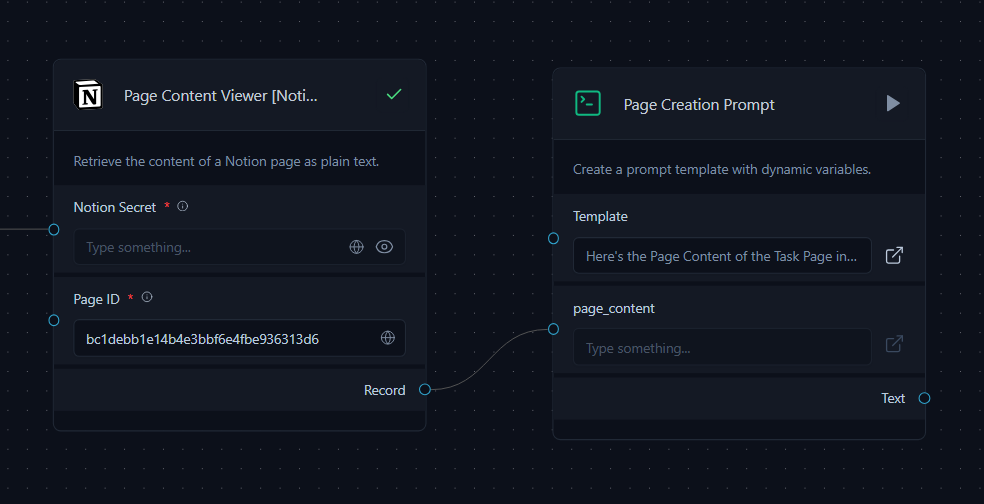 Page Content Viewer [Noti...
Retrieve the content of a Notion page as plain text.
Notion Secret *
Type something...
Page ID *
bc1debb1e14b4e3bbf6e4fbe936313d6
Record
Page Creation Prompt
Create a prompt template with dynamic variables.
Template
Here's the Page Content of the Task Page in...
page_content
Type something...
Text